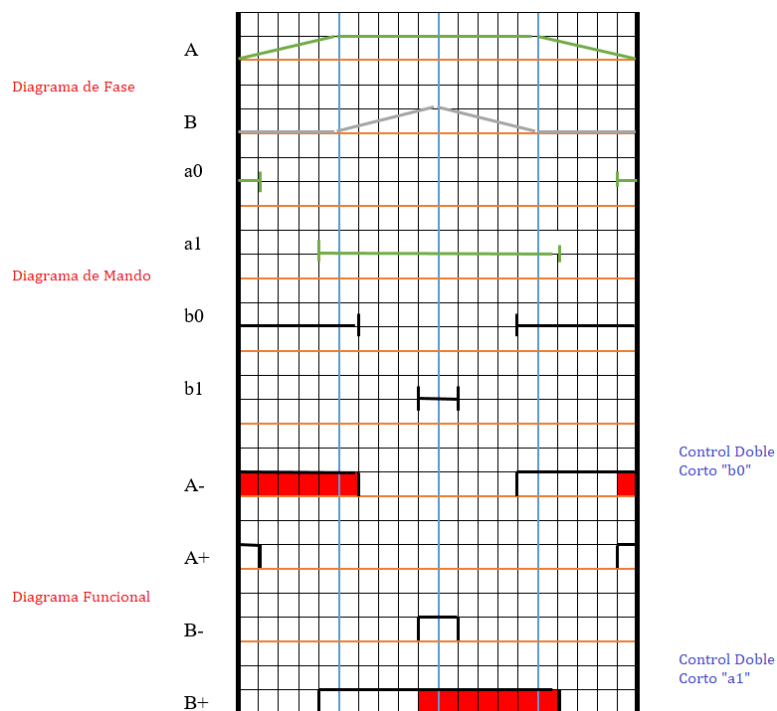 A
Diagrama de Fase
B
a0
a1
Diagrama de Mando
b0
b1
Control Doble
Corto "b0"
A-
A+
Diagrama Funcional
B-
Control Doble
Corto "a1"
B+